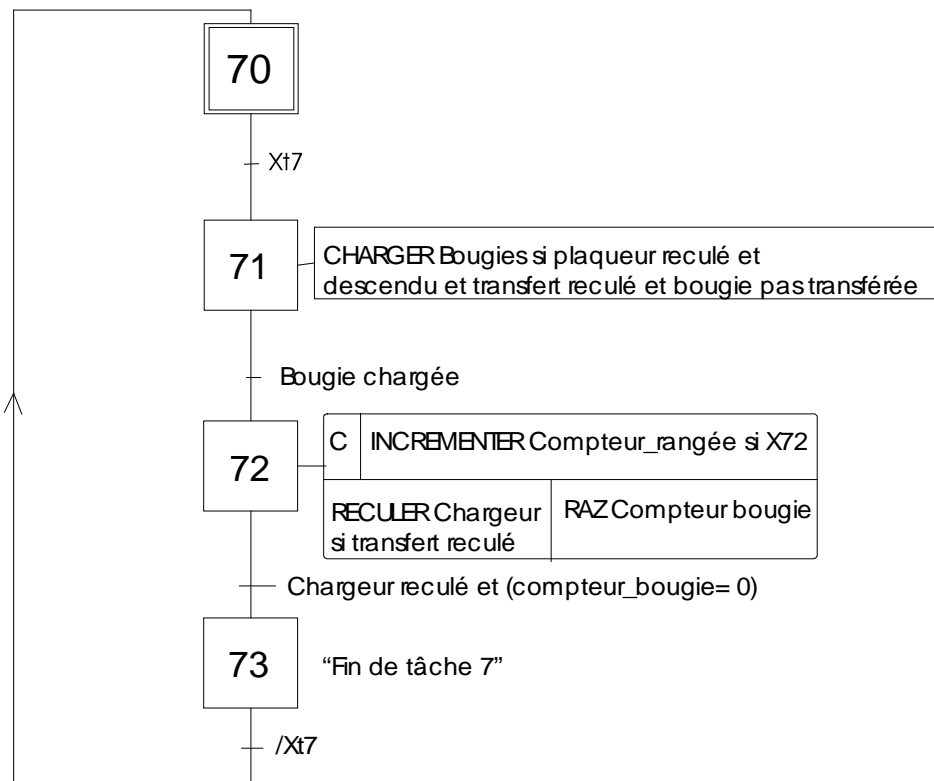 70
Xt7
71
CHARGER Bougies si plaqueur reculé et
descendu et transfert reculé et bougie pas transférée
Bougie chargée
72
C INCREMENTER Compteur_rangée si X72
RECULER Chargeur
si transfert reculé
RAZ Compteur bougie
Chargeur reculé et (compteur_bougie= 0)
73
“Fin de tâche 7”
/Xt7